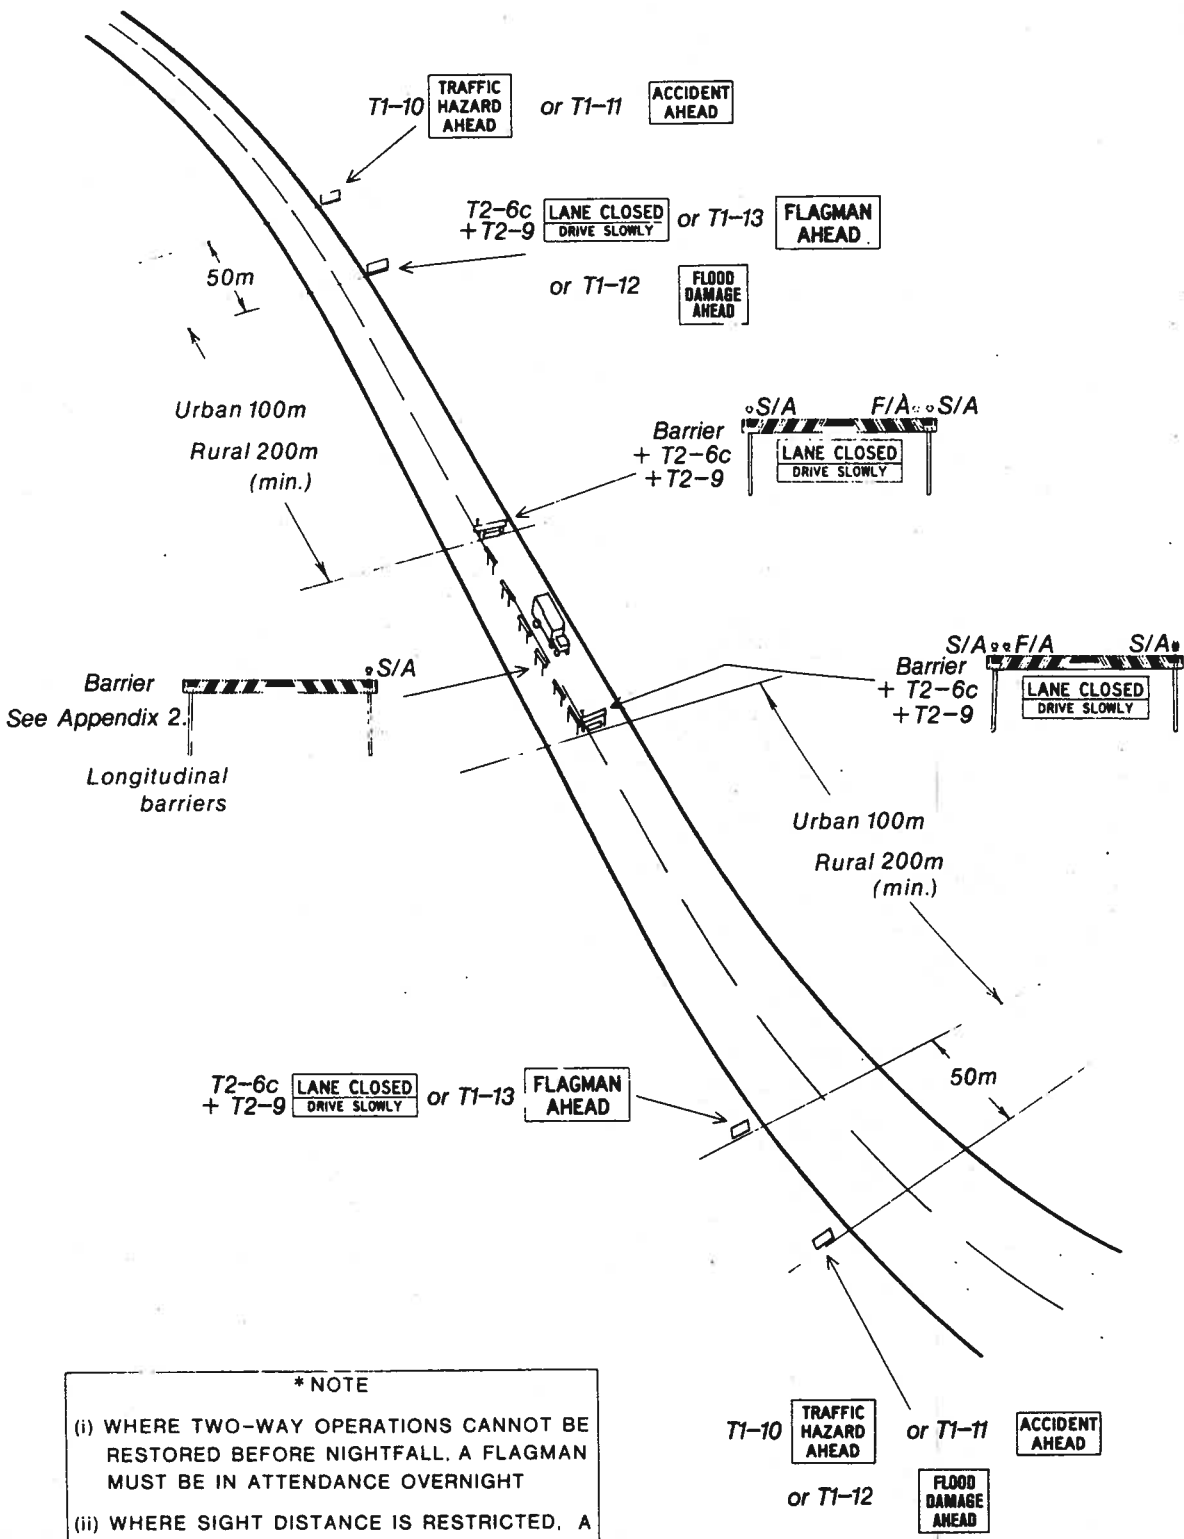 T1-10 TRAFFIC HAZARD AHEAD or T1-11 ACCIDENT AHEAD
T2-6c + T2-9 LANE CLOSED DRIVE SLOWLY or T1-13 FLAGMAN AHEAD
or T1-12 FLOOD DAMAGE AHEAD
50m
Urban 100m
Rural 200m
(min.)
S/A F/A S/A
Barrier
+ T2-6c
+ T2-9
LANE CLOSED
DRIVE SLOWLY
S/A F/A S/A
Barrier
+ T2-6c
+ T2-9
LANE CLOSED
DRIVE SLOWLY
S/A
Barrier
See Appendix 2.
Longitudinal
barriers
Urban 100m
Rural 200m
(min.)
50m
T2-6c + T2-9 LANE CLOSED DRIVE SLOWLY or T1-13 FLAGMAN AHEAD
T1-10 TRAFFIC HAZARD AHEAD or T1-11 ACCIDENT AHEAD
or T1-12 FLOOD DAMAGE AHEAD
* NOTE
(i) WHERE TWO-WAY OPERATIONS CANNOT BE
RESTORED BEFORE NIGHTFALL. A FLAGMAN
MUST BE IN ATTENDANCE OVERNIGHT
(ii) WHERE SIGHT DISTANCE IS RESTRICTED, A